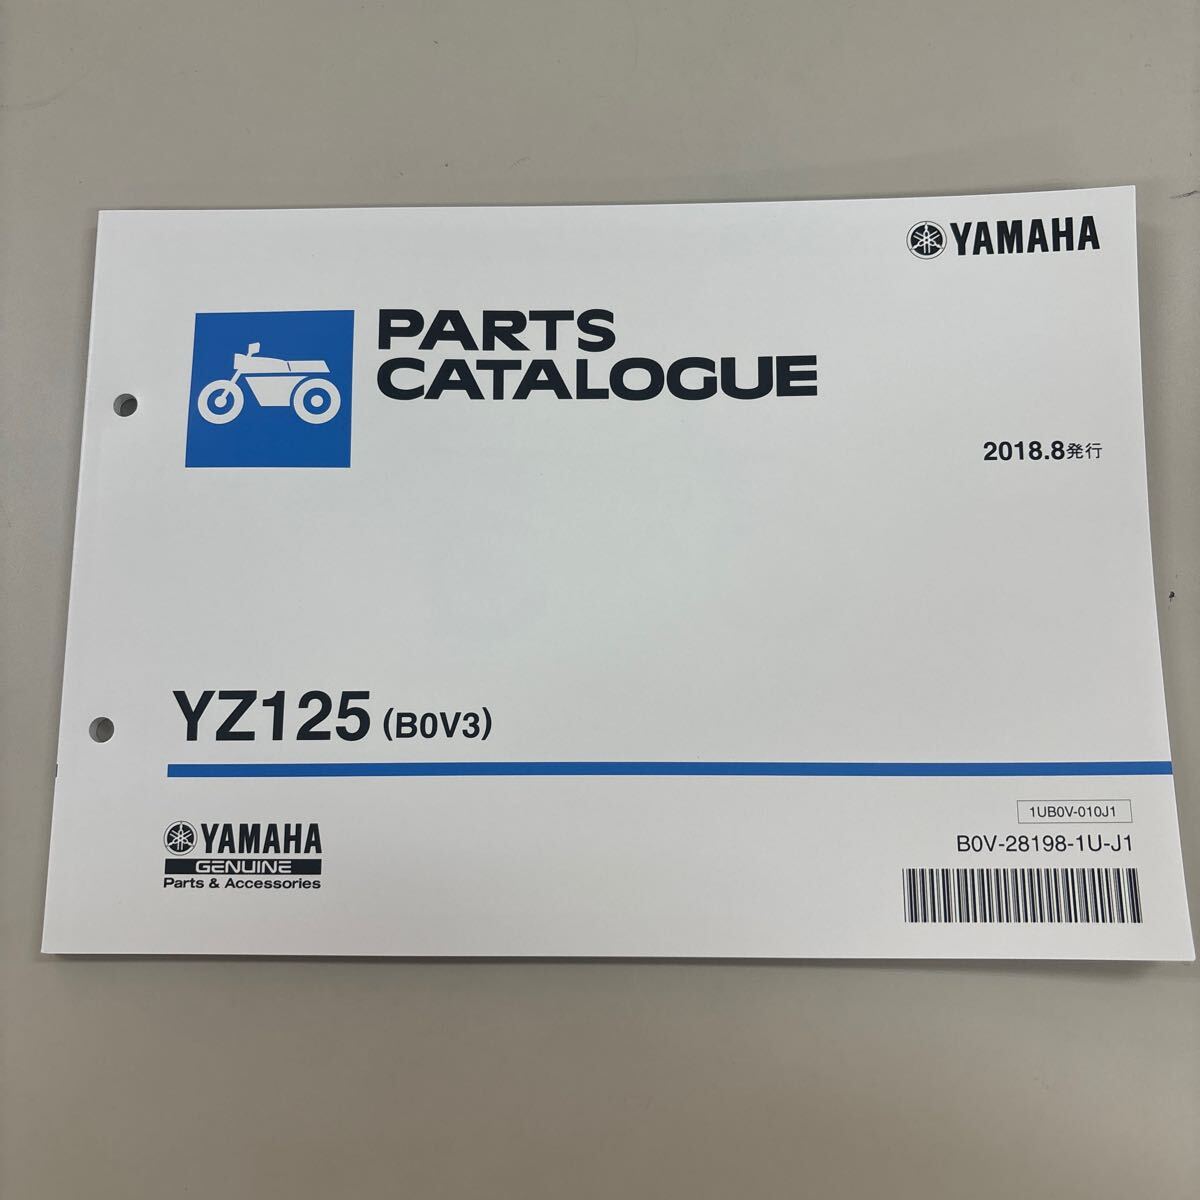 YAMAHA
PARTS
CATALOGUE
2018.8発行
YZ125 (B0V3)
1UB0V-010J1
B0V-28198-1U-J1
YAMAHA
GENUINE
Parts & Accessories